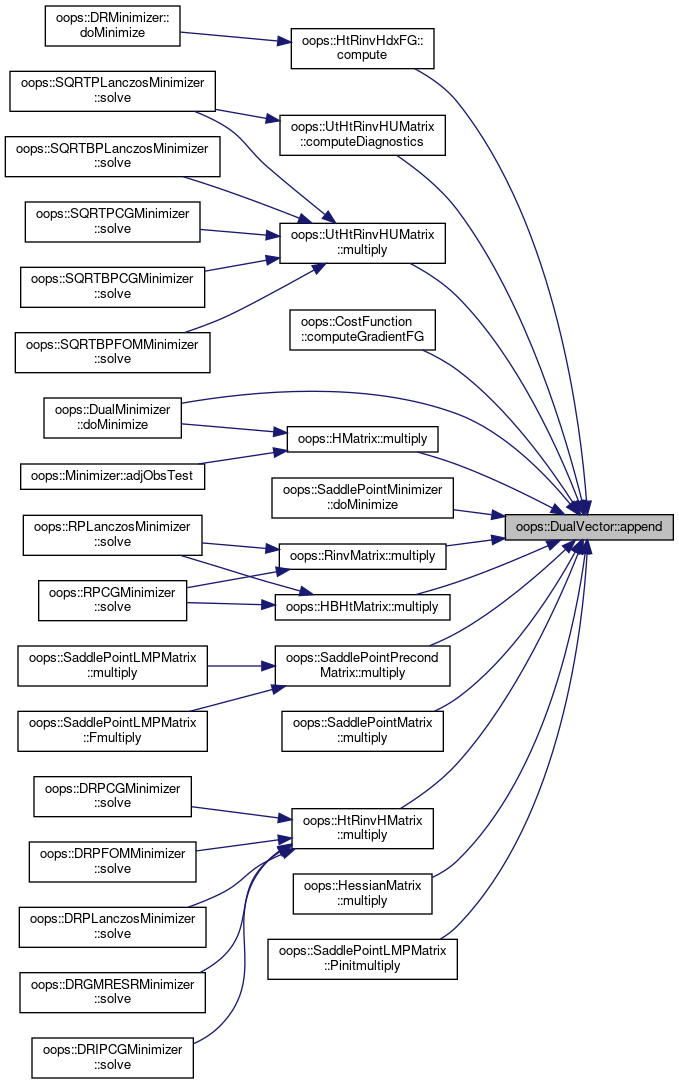 oops::DRMinimizer::
doMinimize
oops::HtRinvHdxFG::
compute
oops::SQRTPLanczosMinimizer
::solve
oops::UtHtRinvHUMatrix
::computeDiagnostics
oops::SQRTBPLanczosMinimizer
::solve
oops::SQRTPCGMinimizer
::solve
oops::UtHtRinvHUMatrix
::multiply
oops::SQRTBPCGMinimizer
::solve
oops::CostFunction
::computeGradientFG
oops::SQRTBPFOMMinimizer
::solve
oops::DualMinimizer
::doMinimize
oops::HMatrix::multiply
oops::Minimizer::adjObsTest
oops::SaddlePointMinimizer
::doMinimize
oops::DualVector::append
oops::RPLanczosMinimizer
::solve
oops::RinvMatrix::multiply
oops::RPCGMinimizer
::solve
oops::HBHtMatrix::multiply
oops::SaddlePointLMPMatrix
::multiply
oops::SaddlePointPrecond
Matrix::multiply
oops::SaddlePointLMPMatrix
::Fmultiply
oops::SaddlePointMatrix
::multiply
oops::DRPCGMinimizer
::solve
oops::HtRinvHMatrix
::multiply
oops::DRPFOMMinimizer
::solve
oops::HessianMatrix
::multiply
oops::DRPLanczosMinimizer
::solve
oops::SaddlePointLMPMatrix
::Pinitmultiply
oops::DRGMRESRMinimizer
::solve
oops::DRIPCGMinimizer
::solve